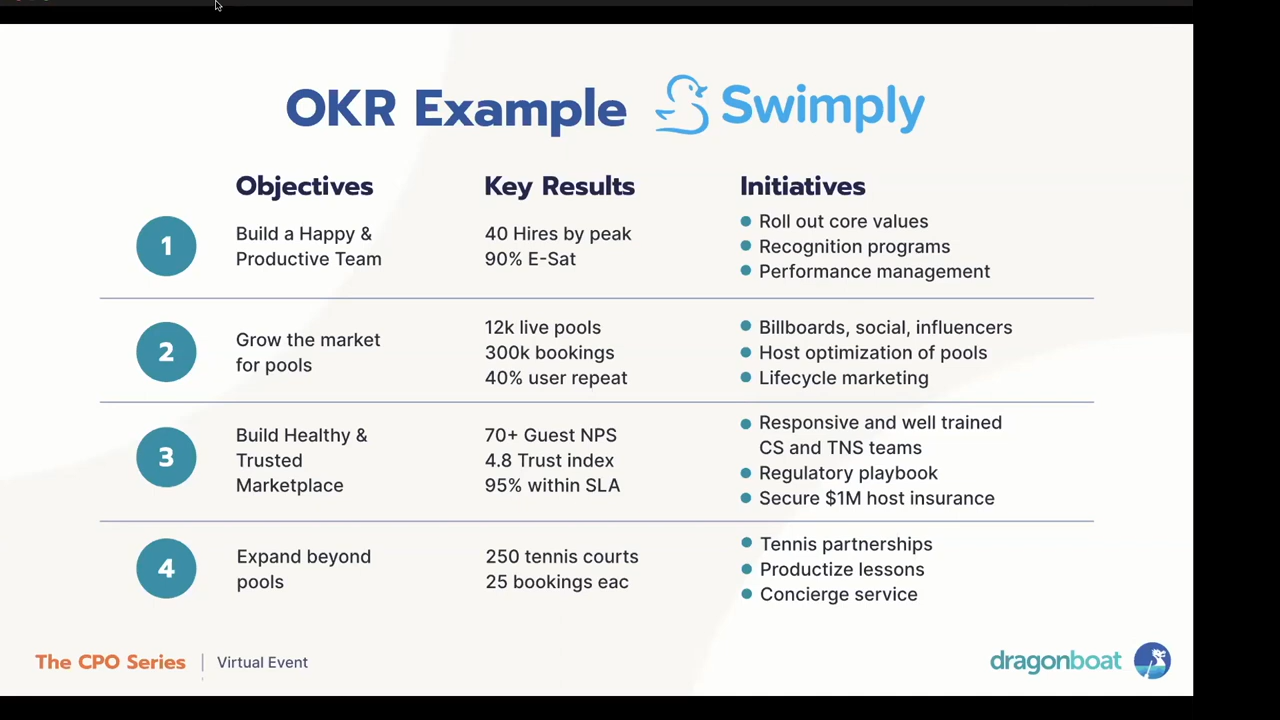 OKR Example Swimply
Objectives Key Results Initiatives
1
Build a Happy &
Productive Team
40 Hires by peak
90% E-Sat
Roll out core values
Recognition programs
Performance management
2
Grow the market
for pools
12k live pools
300k bookings
40% user repeat
Billboards, social, influencers
Host optimization of pools
Lifecycle marketing
3
Build Healthy &
Trusted
Marketplace
70+ Guest NPS
4.8 Trust index
95% within SLA
Responsive and well trained
CS and TNS teams
Regulatory playbook
Secure $1M host insurance
4
Expand beyond
pools
250 tennis courts
25 bookings eac
Tennis partnerships
Productize lessons
Concierge service
The CPO Series | Virtual Event
dragonboat